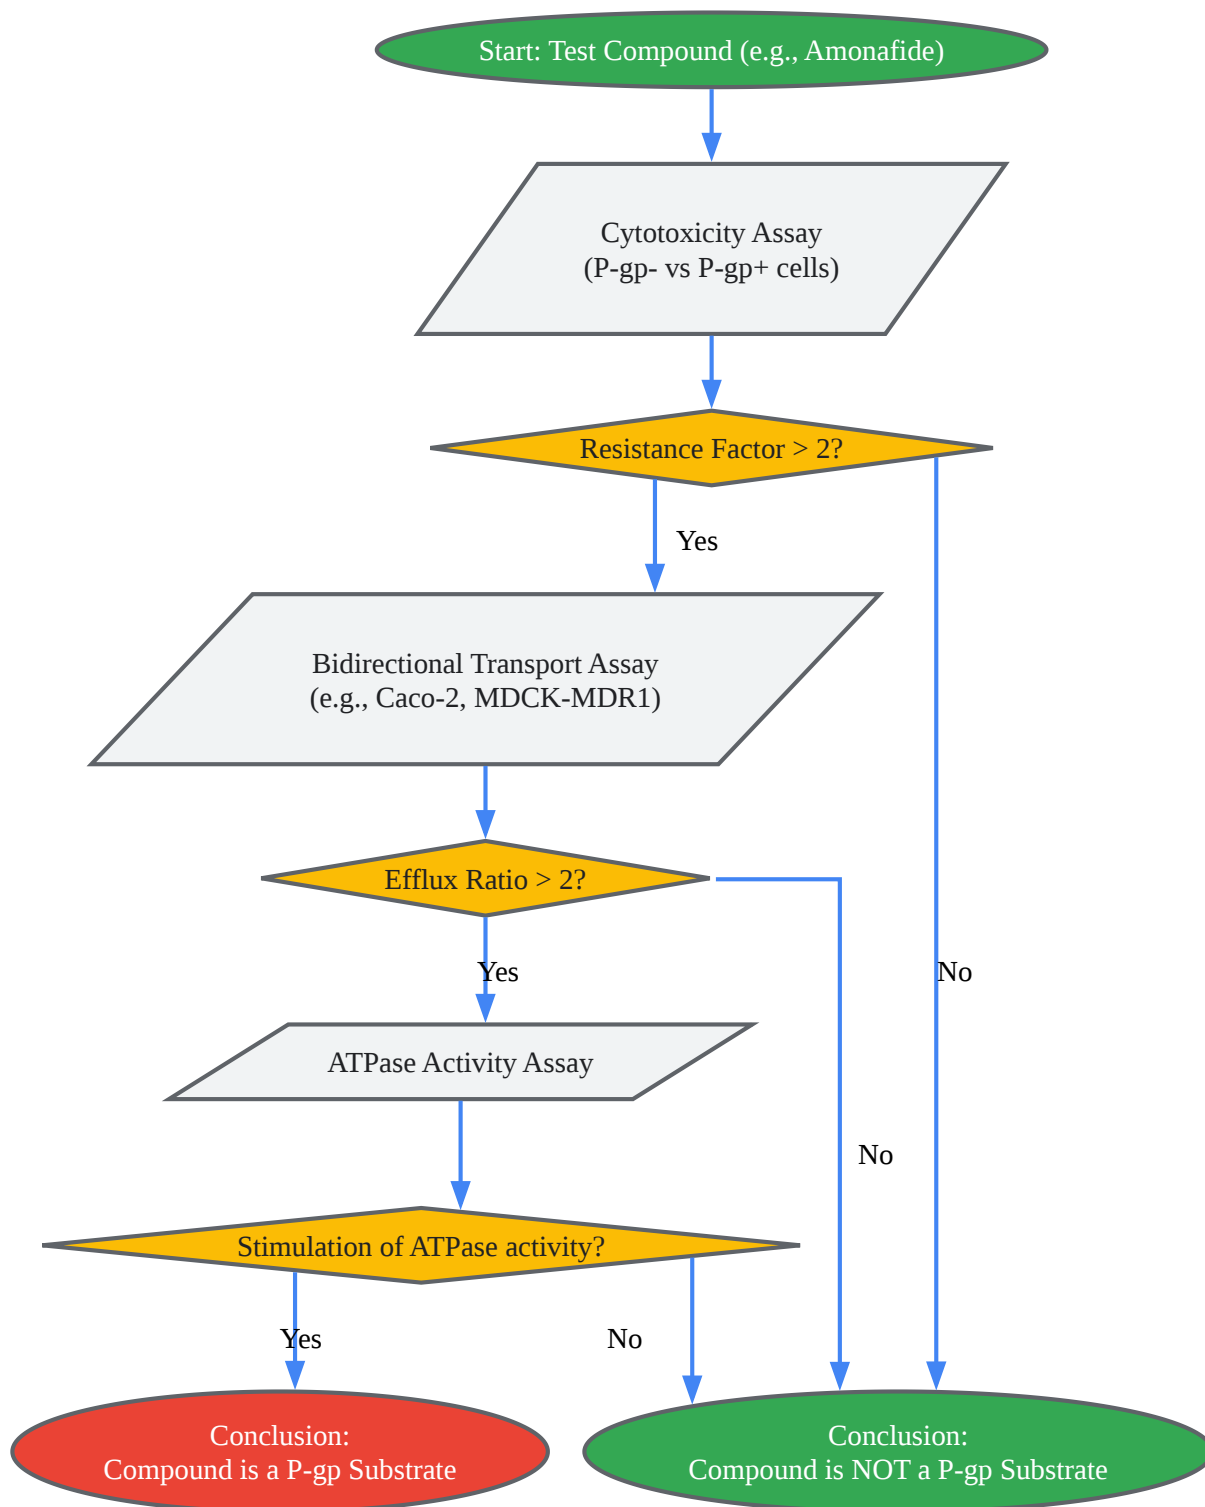 Start: Test Compound (e.g., Amonafide)
Cytotoxicity Assay
(P-gp- vs P-gp+ cells)
Resistance Factor > 2?
Yes
Bidirectional Transport Assay
(e.g., Caco-2, MDCK-MDR1)
Efflux Ratio > 2?
Yes
No
ATPase Activity Assay
No
Stimulation of ATPase activity?
Yes
No
Conclusion:
Compound is a P-gp Substrate
Conclusion:
Compound is NOT a P-gp Substrate